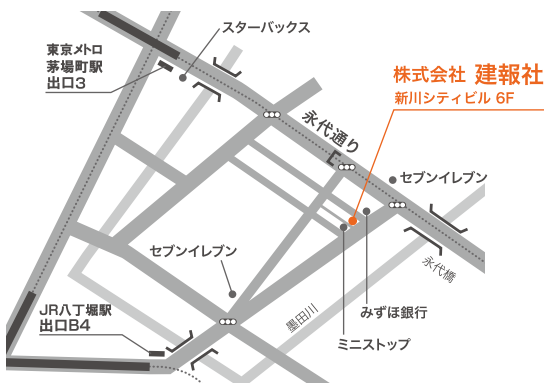 スターバックス
東京メトロ
茅場町駅
出口3
株式会社 建報社
新川シティビル 6F
永代通り
セブンイレブン
セブンイレブン
永代橋
JR八丁堀駅
出口B4
墨田川
みずほ銀行
ミニストップ